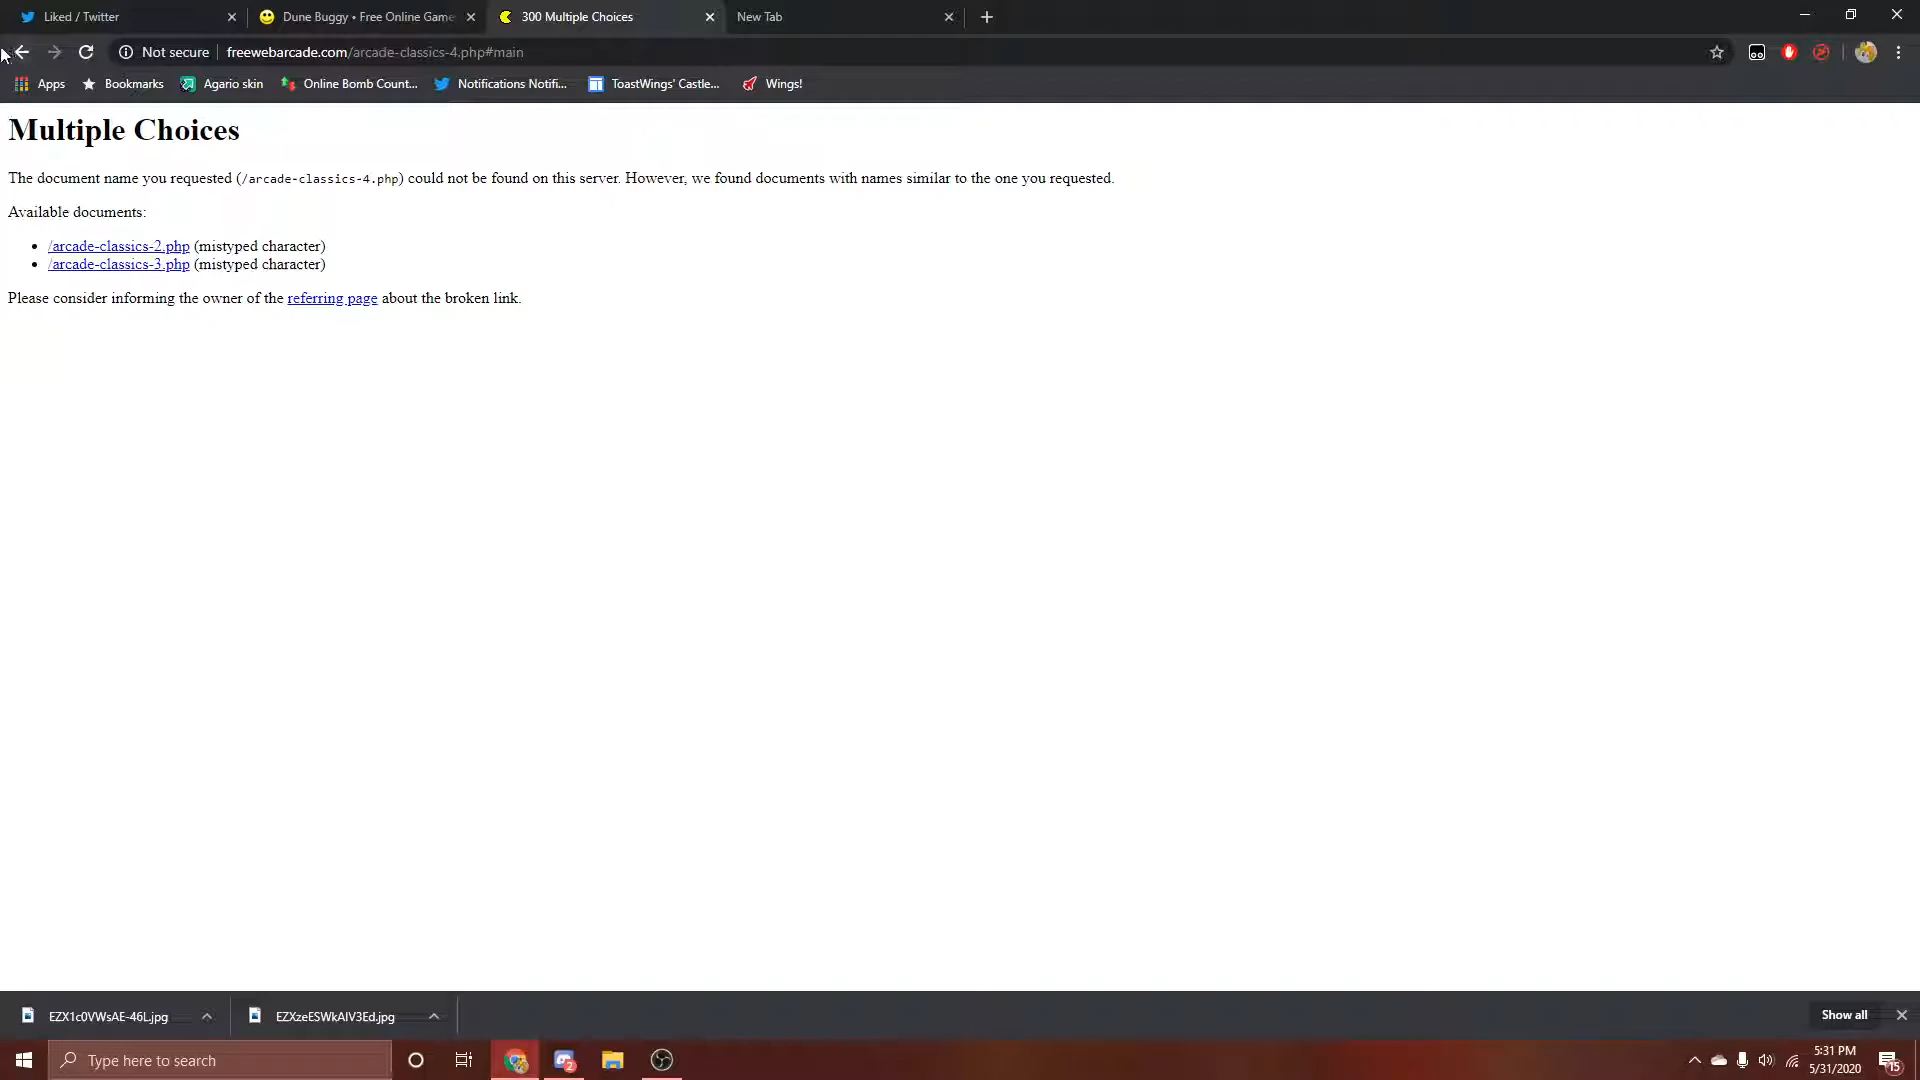 Liked / Twitter
Dune Buggy • Free Online Game
300 Multiple Choices
New Tab
Not secure
freewebarcade.com/arcade-classics-4.php#main
Apps
Bookmarks
Agario skin
Online Bomb Count...
Notifications Notifi...
ToastWings' Castle...
Wings!
Multiple Choices
The document name you requested (/arcade-classics-4.php) could not be found on this server. However, we found documents with names similar to the one you requested.
Available documents:
/arcade-classics-2.php (mistyped character)
/arcade-classics-3.php (mistyped character)
Please consider informing the owner of the referring page about the broken link.
EZX1c0VWsAE-46L.jpg
EZXzeESWkAIV3Ed.jpg
Show all
Type here to search
2
5:31 PM
5/31/2020
15